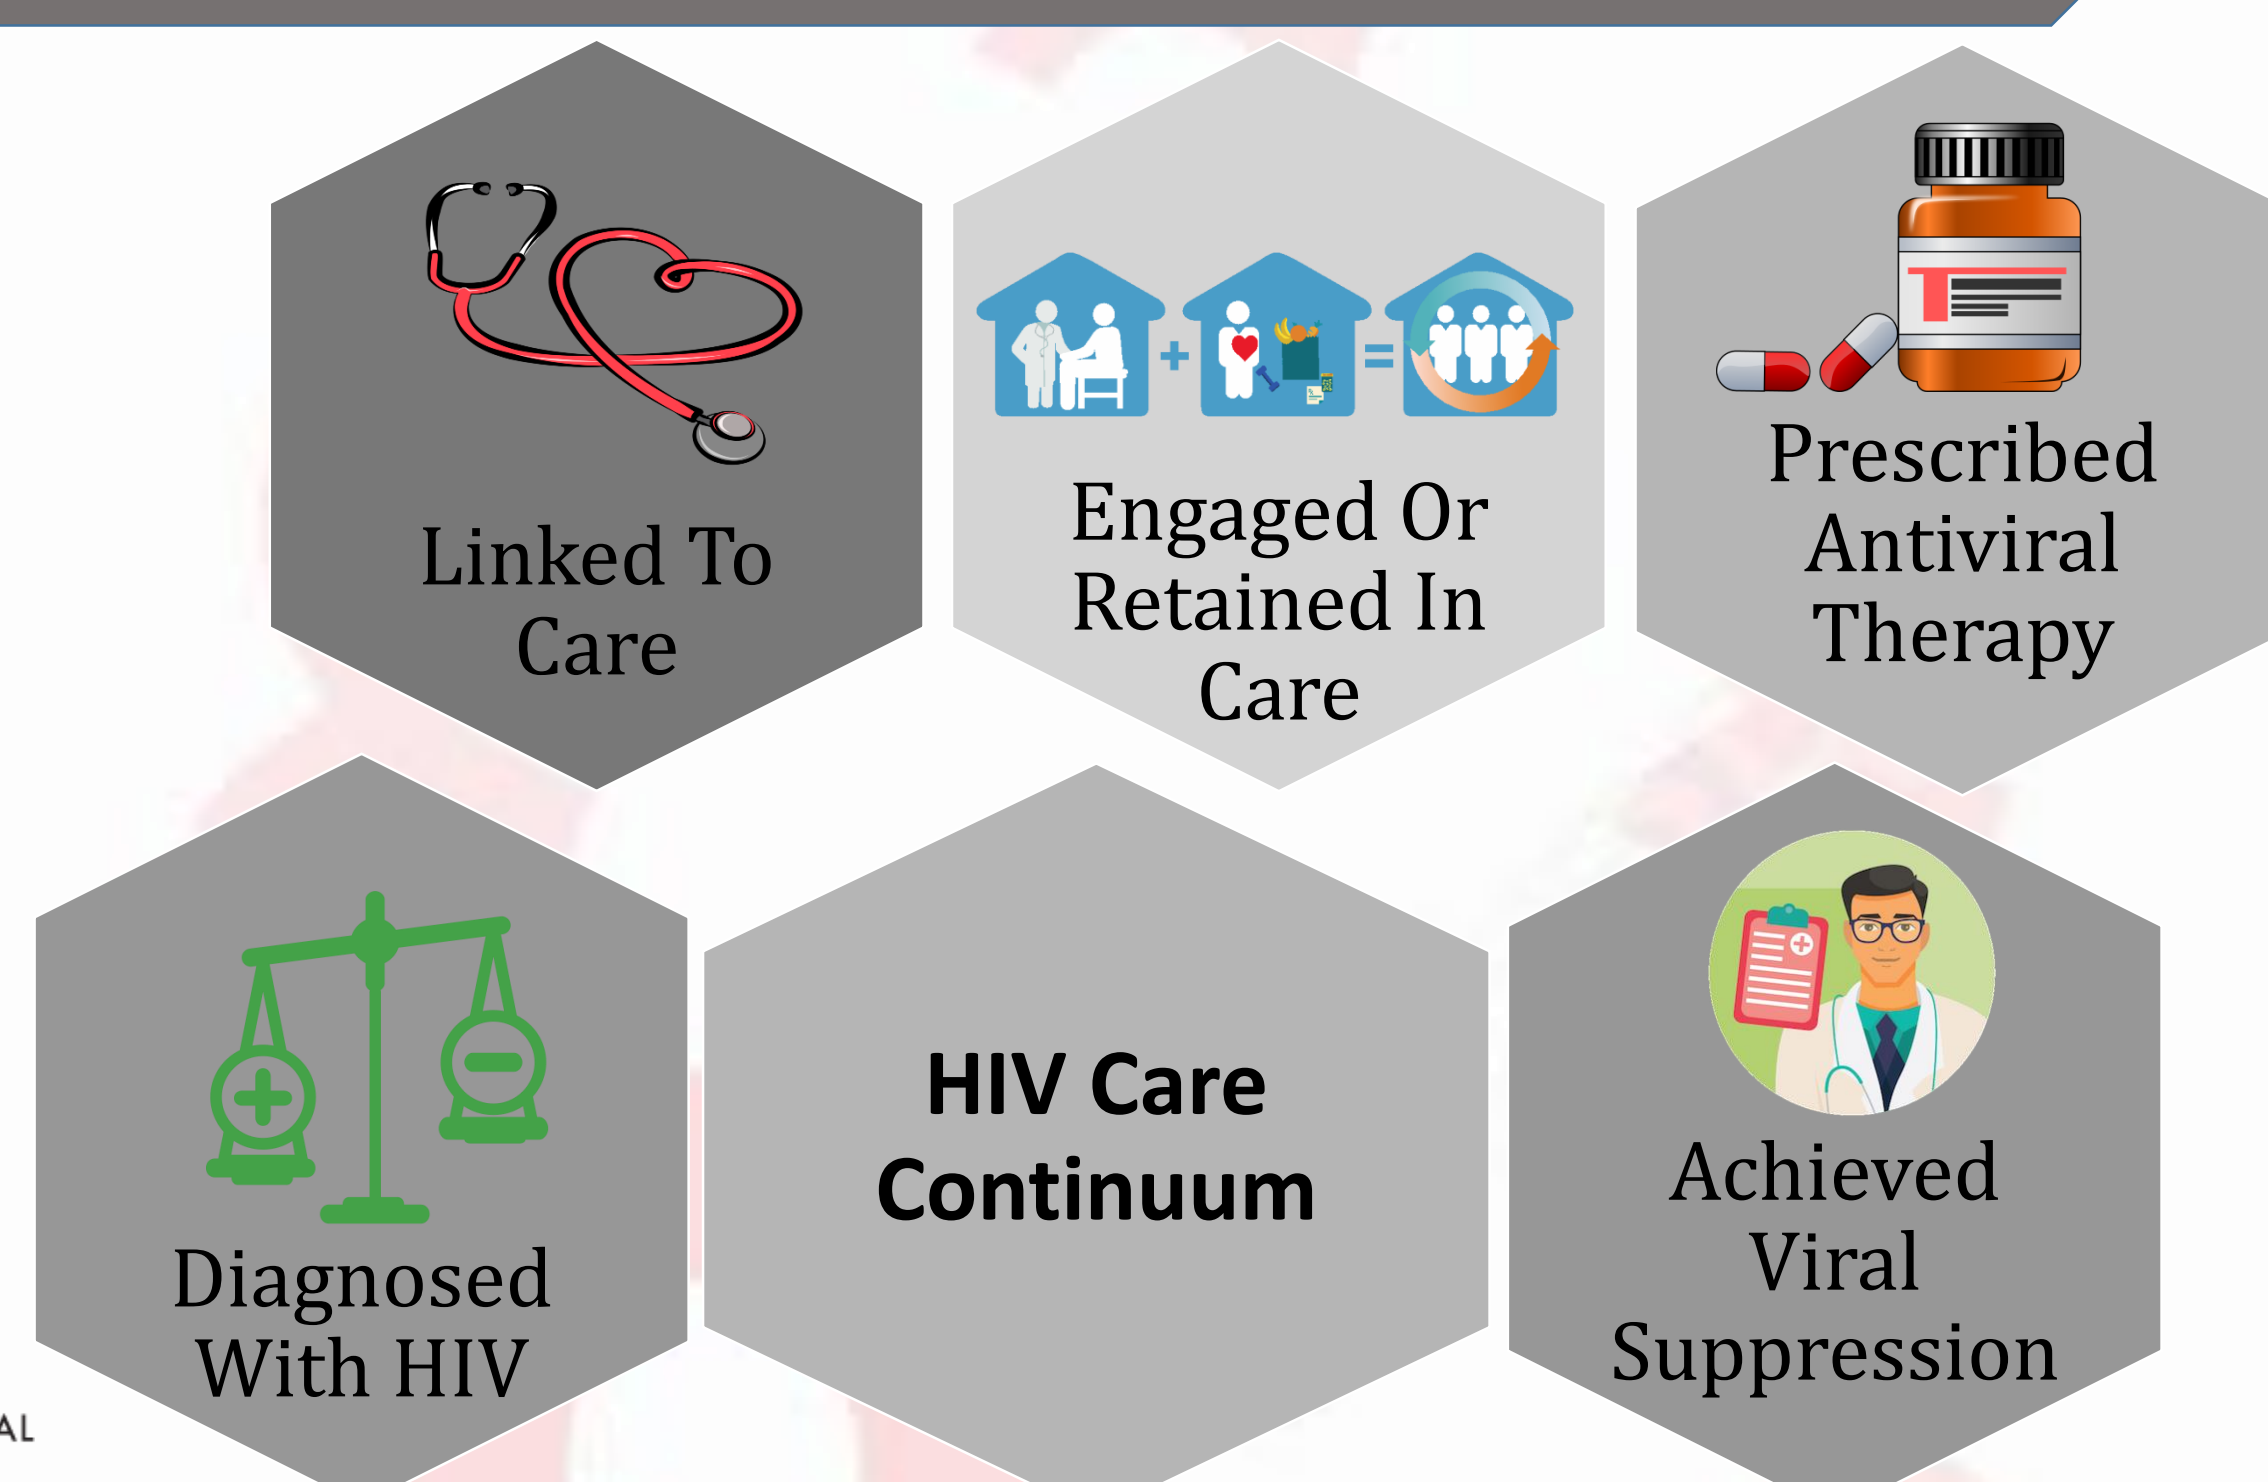 Linked To
Care
Engaged Or
Retained In
Care
Prescribed
Antiviral
Therapy
Diagnosed
With HIV
HIV Care
Continuum
Achieved
Viral
Suppression
AL